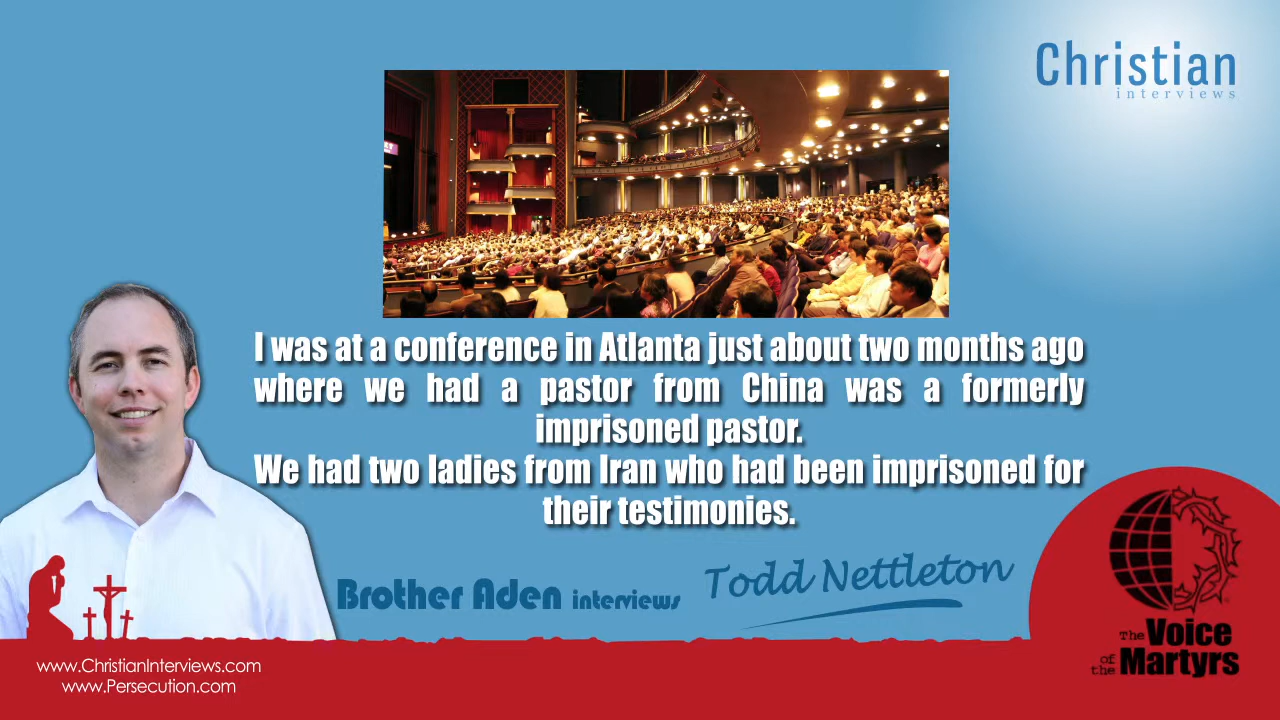 Christian
interviews
I was at a conference in Atlanta just about two months ago
where we had a pastor from China was a formerly
imprisoned pastor.
We had two ladies from Iran who had been imprisoned for
their testimonies.
Brother Aden interviews
Todd Nettleton
The Voice
of the Martyrs
www.ChristianInterviews.com
www.Persecution.com